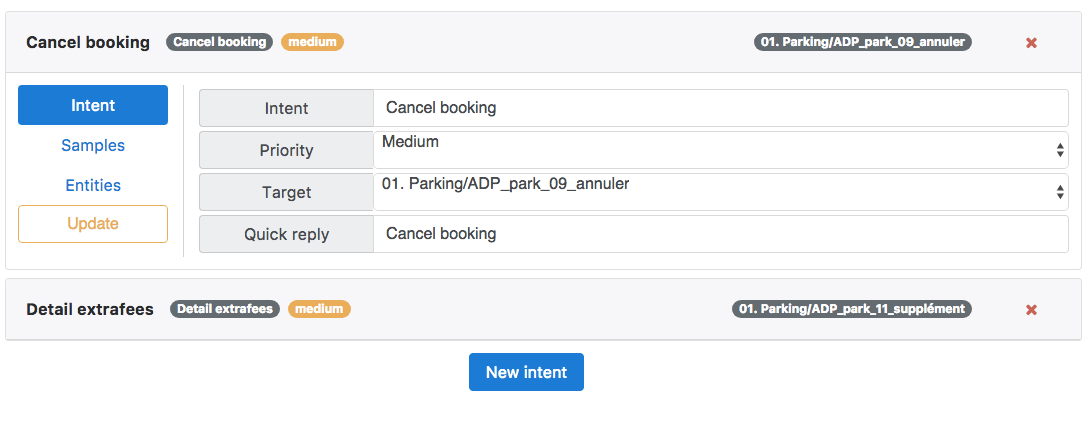 Cancel booking Cancel booking medium 01. Parking/ADP_park_09_annuler ×
Intent
Samples
Entities
Update
Intent Cancel booking
Priority Medium
Target 01. Parking/ADP_park_09_annuler
Quick reply Cancel booking
Detail extrafees Detail extrafees medium 01. Parking/ADP_park_11_supplément ×
New intent